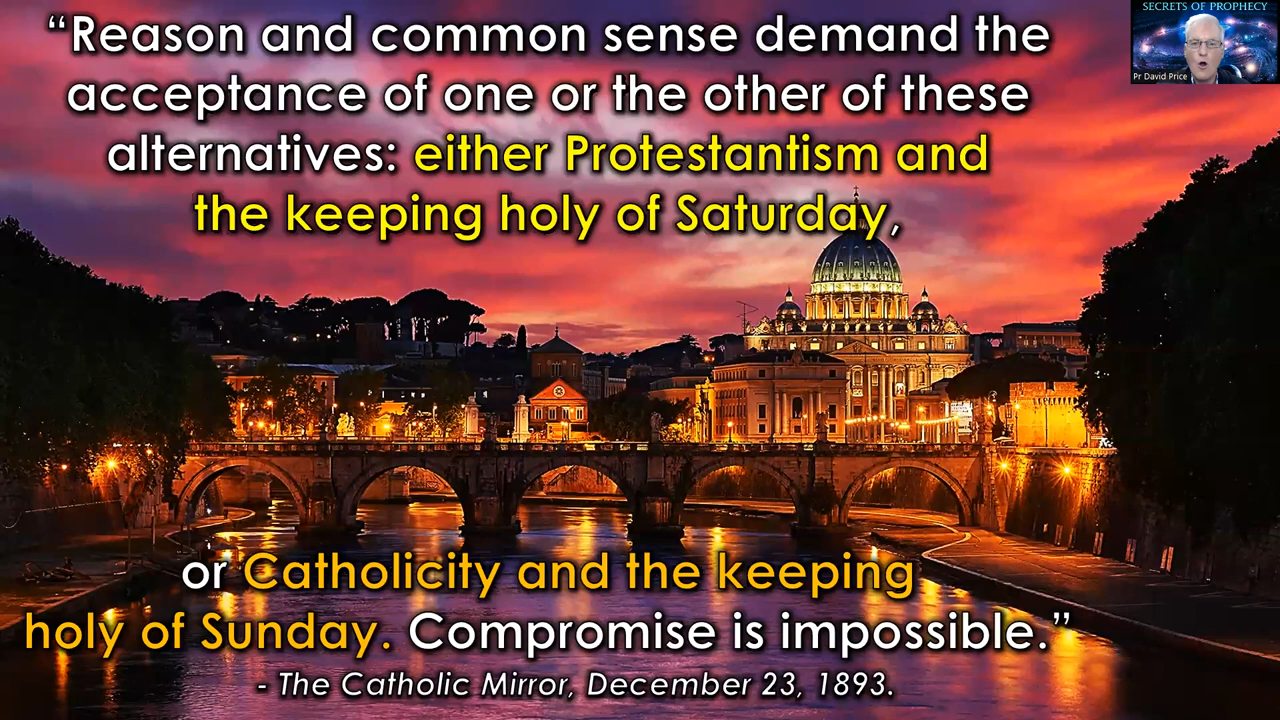 SECRETS OF PROPHECY
Pr David Price
“Reason and common sense demand the
acceptance of one or the other of these
alternatives: either Protestantism and
the keeping holy of Saturday,
or Catholicity and the keeping
holy of Sunday. Compromise is impossible.”
- The Catholic Mirror, December 23, 1893.